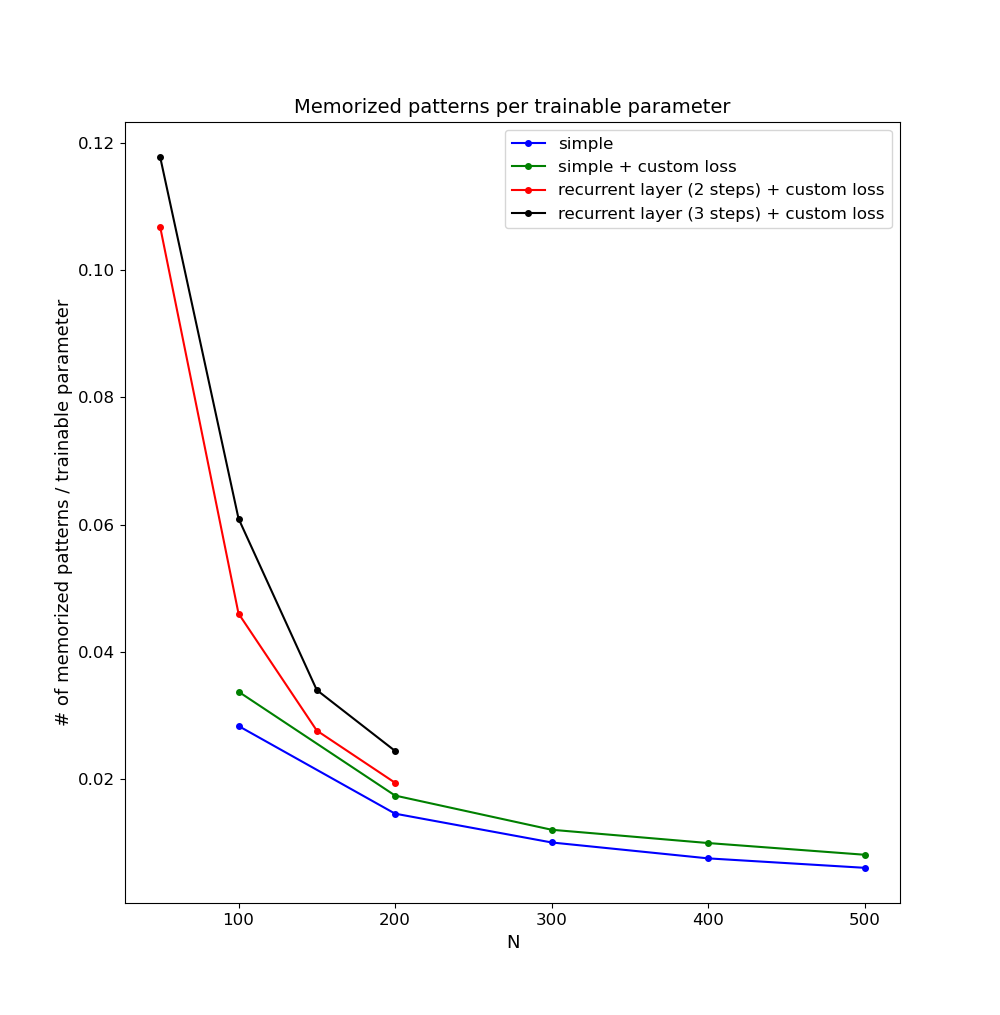 Memorized patterns per trainable parameter
simple
simple + custom loss
recurrent layer (2 steps) + custom loss
recurrent layer (3 steps) + custom loss
# of memorized patterns / trainable parameter
0.12
0.10
0.08
0.06
0.04
0.02
100 200 300 400 500
N